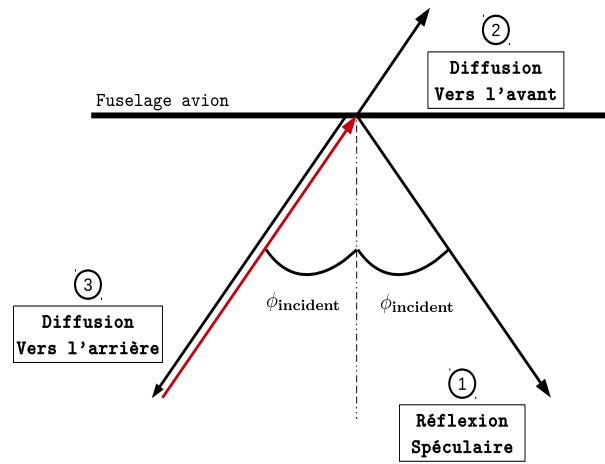 2
Diffusion
Vers l'avant
Fuselage avion
ϕincident
ϕincident
3
Diffusion
Vers l'arrière
1
Réflexion
Spéculaire